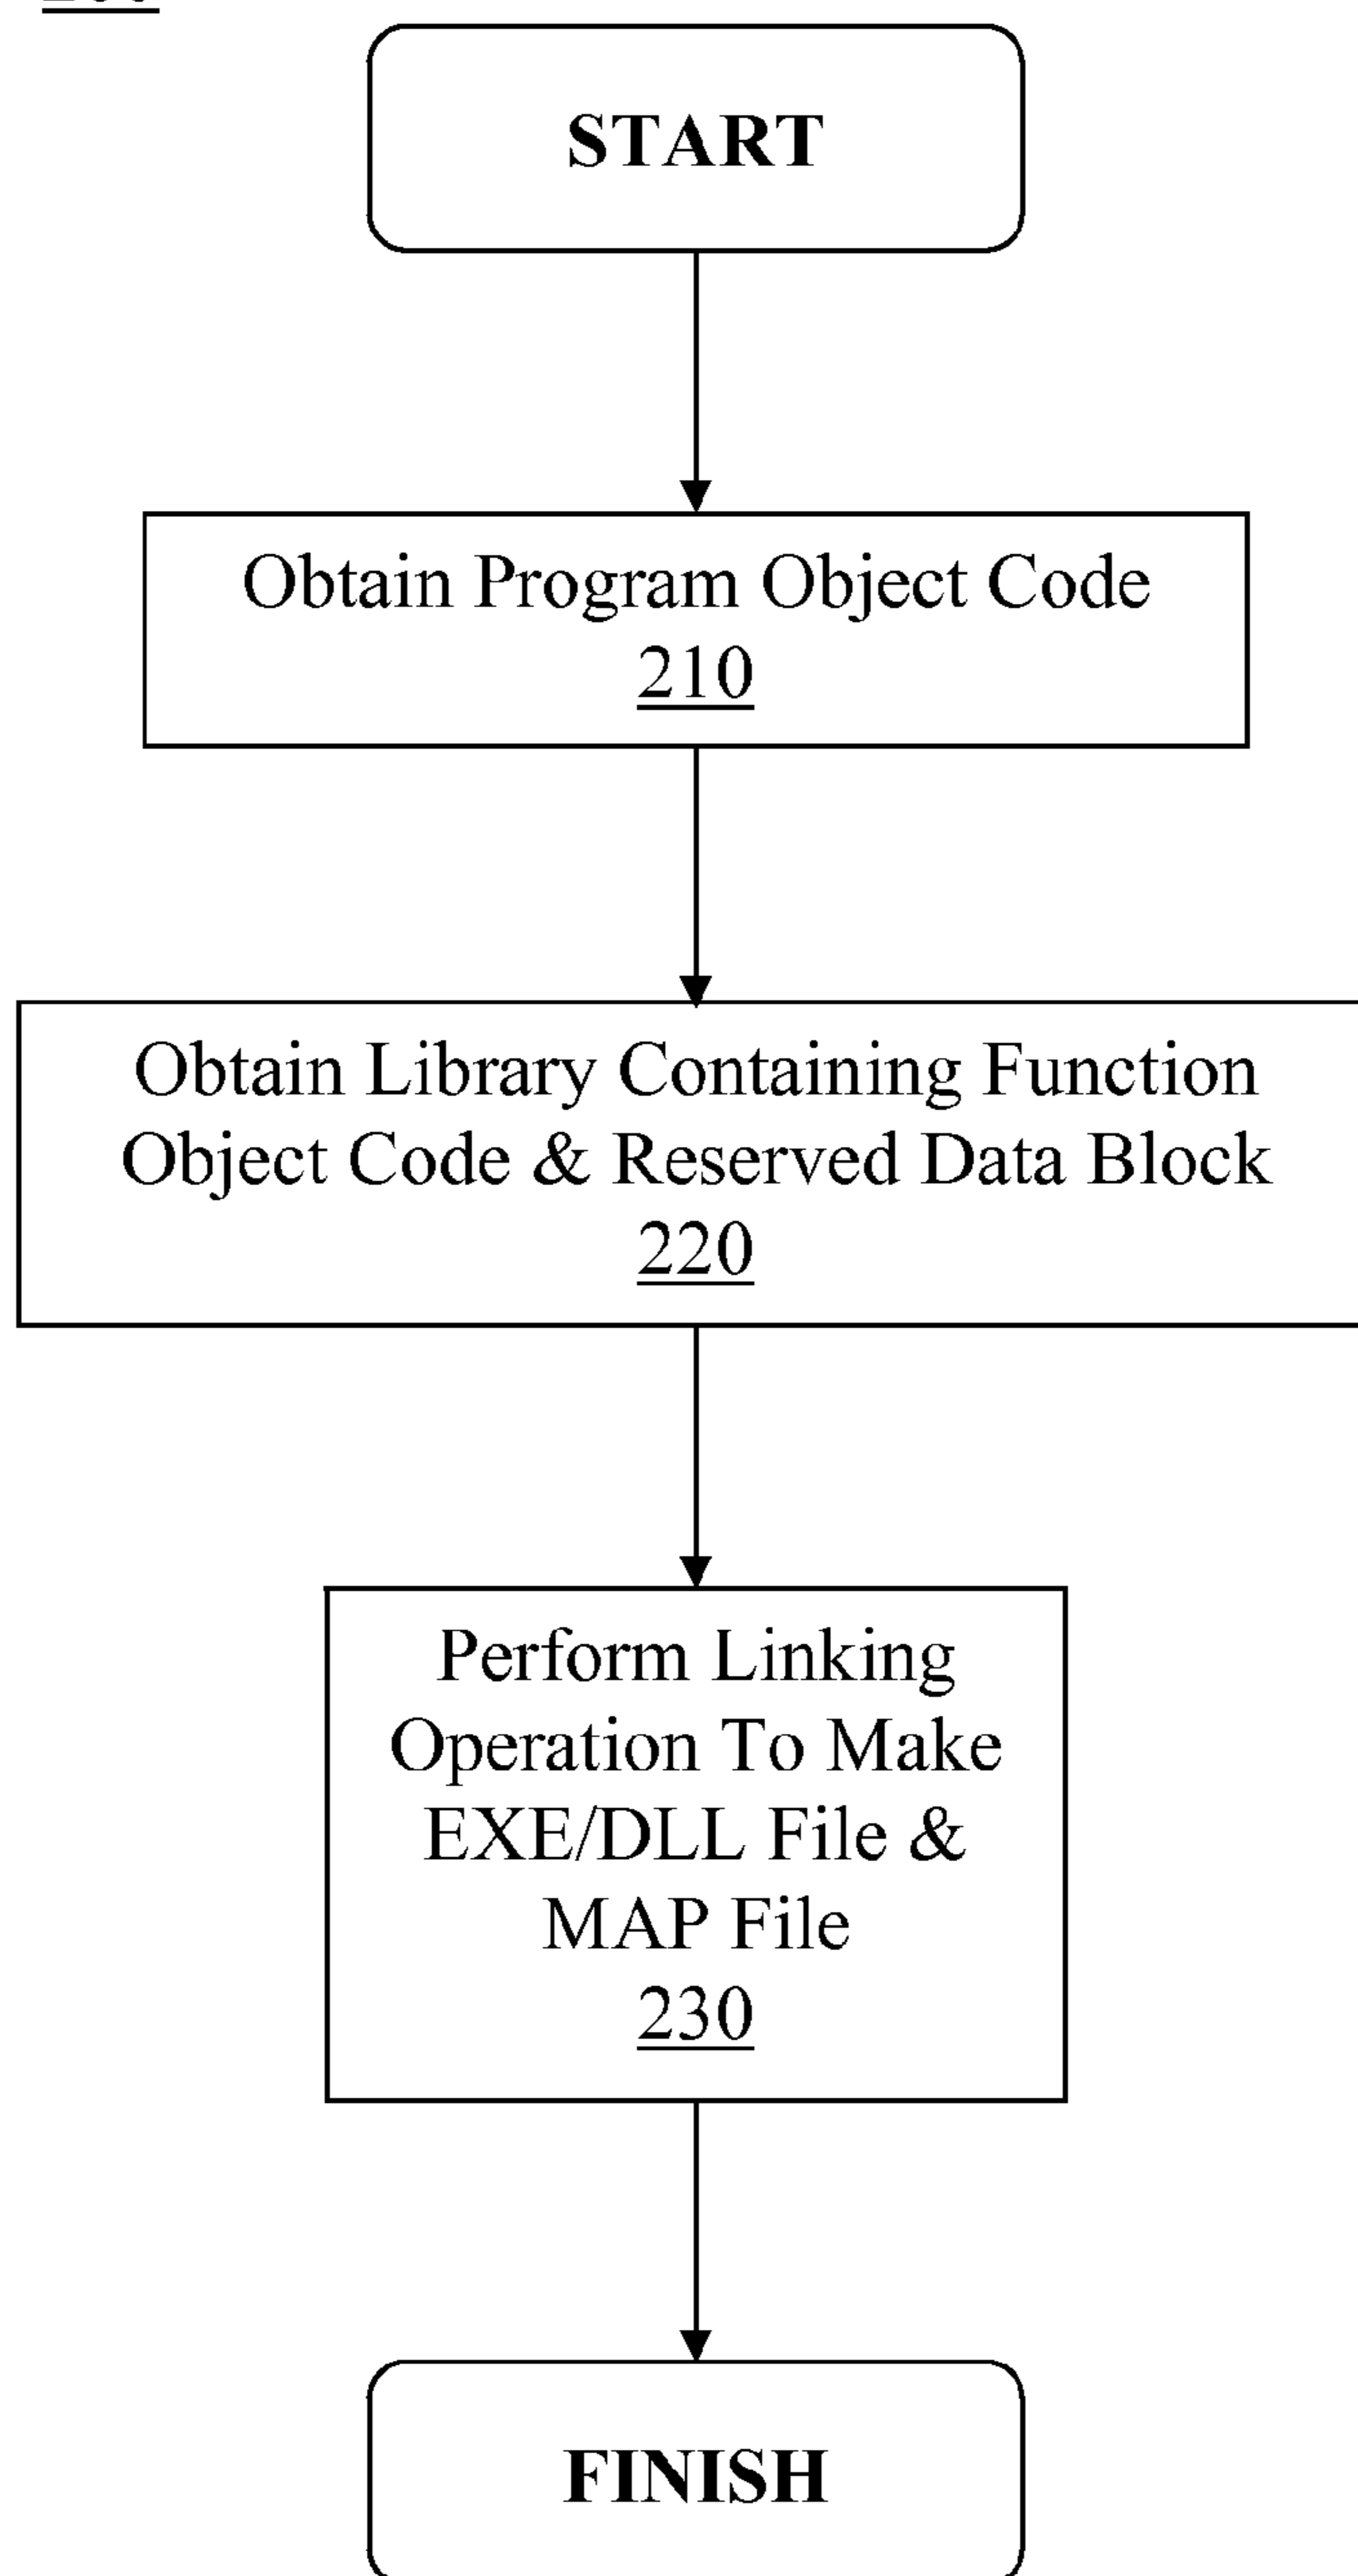 START
Obtain Program Object Code
210
Obtain Library Containing Function
Object Code & Reserved Data Block
220
Perform Linking
Operation To Make
EXE/DLL File &
MAP File
230
FINISH